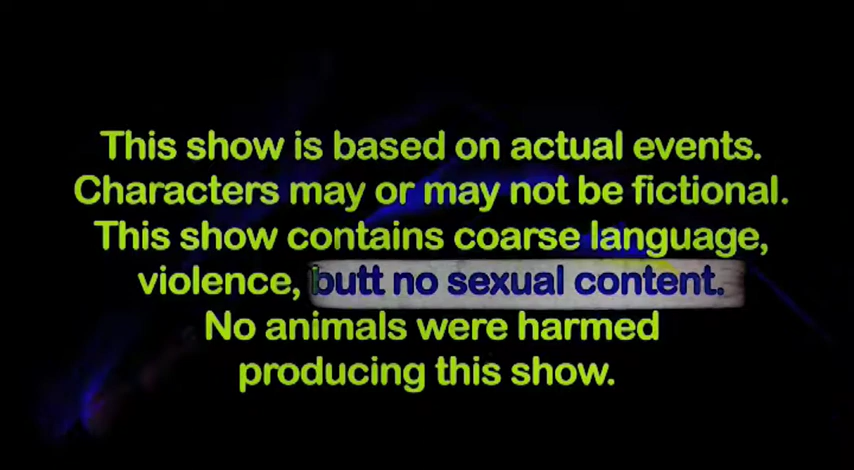 This show is based on actual events.
Characters may or may not be fictional.
This show contains coarse language,
violence, butt no sexual content.
No animals were harmed
producing this show.